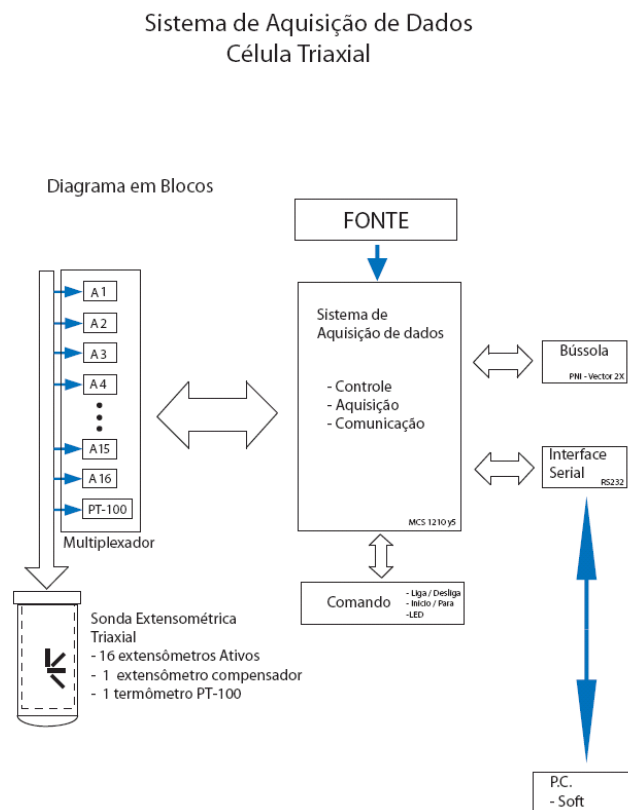 Sistema de Aquisição de Dados
Célula Triaxial
Diagrama em Blocos
FONTE
A 1
A 2
A 3
A 4
A15
A16
PT-100
Multiplexador
Sistema de
Aquisição de dados
- Controle
- Aquisição
- Comunicação
MCS 1210 y5
Bússola
PNI - Vector 2X
Interface
Serial
RS232
Comando
- Liga / Desliga
- Início / Para
-LED
Sonda Extensométrica
Triaxial
- 16 extensômetros Ativos
- 1 extensômetro compensador
- 1 termômetro PT-100
P.C.
- Soft